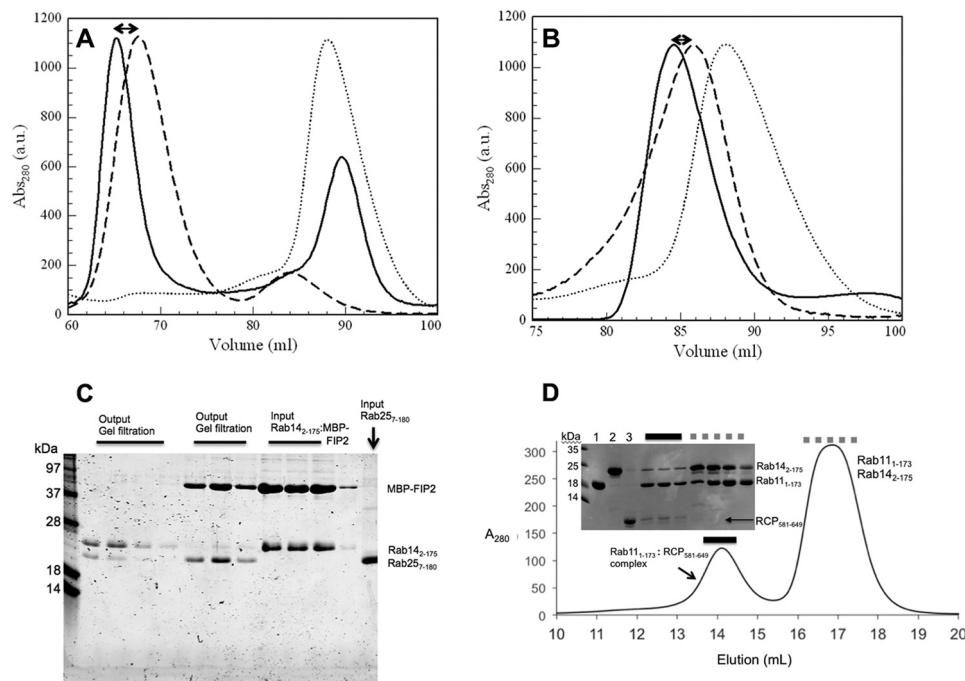 A
B
1200
1000
800
600
400
200
0
Abs280 (a.u.)
60 70 80 90 100
Volume (ml)
1200
1000
800
600
400
200
0
Abs280 (a.u.)
75 80 85 90 95 100
Volume (ml)
C
Output
Gel filtration
Output
Gel filtration
Input
Rab142-175:MBP-
FIP2
Input
Rab257-180
kDa
97
37
28
18
14
MBP-FIP2
Rab142-175
Rab257-180
D
kDa 1 2 3
35
25
18
14
Rab142-175
Rab111-173
RCP581-649
Rab111-173
Rab142-175
Rab111-173 : RCP581-649
complex
A280
300
250
200
150
100
50
0
10 11 12 13 14 15 16 17 18 19 20
Elution (mL)